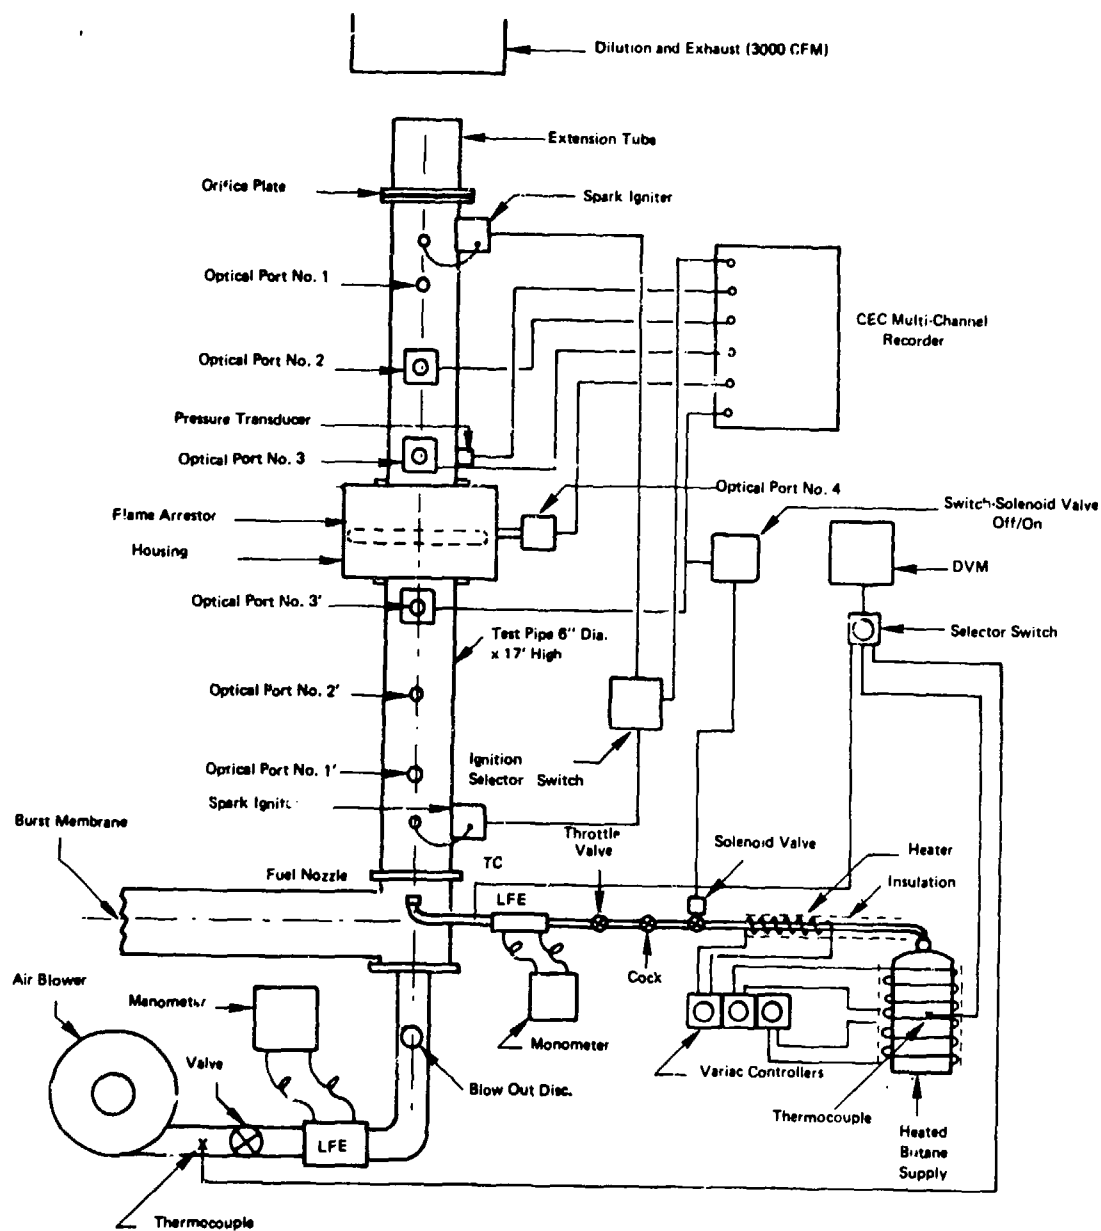 Dilution and Exhaust (3000 CFM)
Extension Tube
Orifice Plate
Spark Igniter
Optical Port No. 1
CEC Multi-Channel
Recorder
Optical Port No. 2
Pressure Transducer
Optical Port No. 3
Optical Port No. 4
Switch-Solenoid Valve
Off/On
Flame Arrestor
Housing
DVM
Optical Port No. 3'
Selector Switch
Test Pipe 6" Dia.
x 17' High
Optical Port No. 2'
Optical Port No. 1'
Ignition
Selector Switch
Spark Igniter
Burst Membrane
Throttle
Valve
Solenoid Valve
Heater
Fuel Nozzle
TC
Insulation
LFE
Cock
Air Blower
Manometer
Monometer
Variac Controllers
Valve
Blow Out Disc.
Thermocouple
LFE
Heated
Butane
Supply
Thermocouple